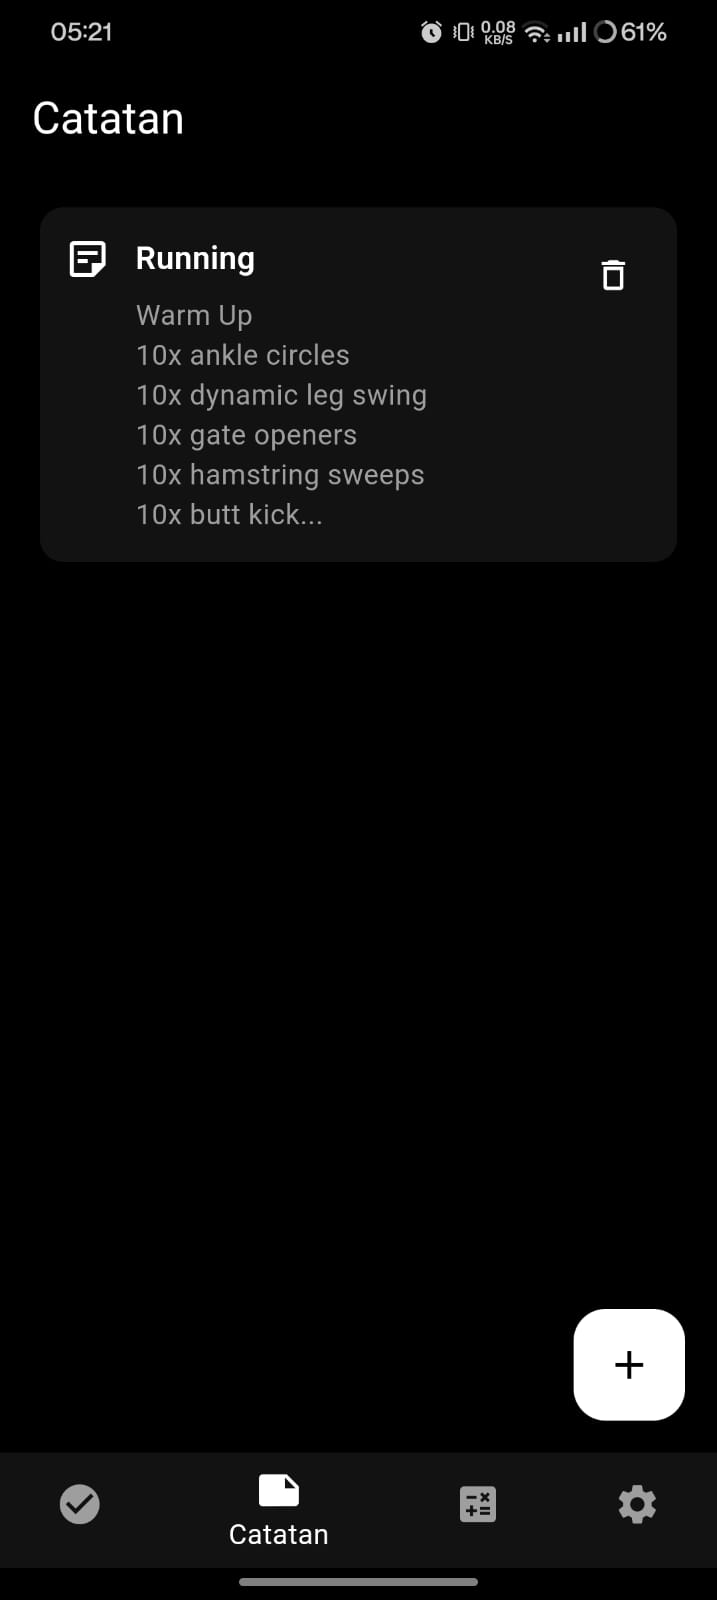 05:21
0.08
KB/S
61%
Catatan
Running
Warm Up
10x ankle circles
10x dynamic leg swing
10x gate openers
10x hamstring sweeps
10x butt kick...
Catatan